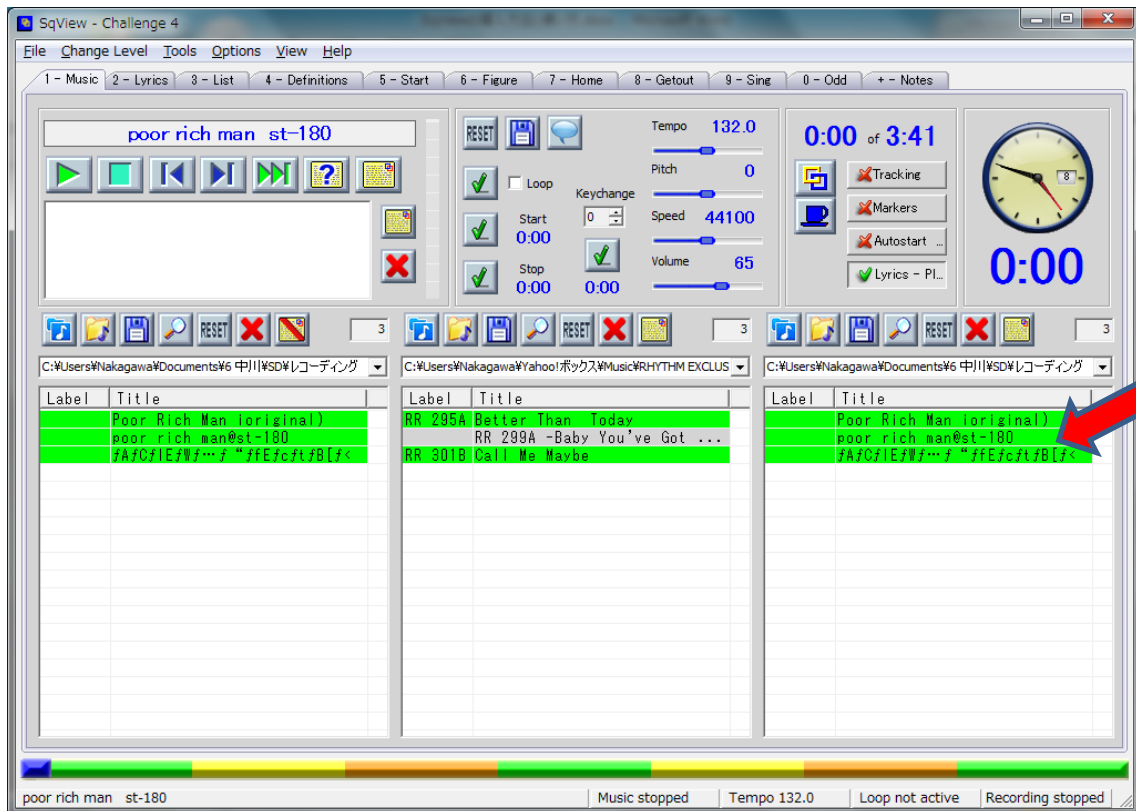 SqView - Challenge 4
File Change Level Tools Options View Help
1 - Music 2 - Lyrics 3 - List 4 - Definitions 5 - Start 6 - Figure 7 - Home 8 - Getout 9 - Sing 0 - Odd + - Notes
poor rich man st-180
RESET
Loop
Keychange
0
Start
0:00
Stop
0:00
0:00
Tempo 132.0
Pitch 0
Speed 44100
Volume 65
0:00 of 3:41
Tracking
Markers
Autostart ...
Lyrics - Pl...
8
0:00
RESET 3
C:¥Users¥Nakagawa¥Documents¥6 中川¥SD¥レコーディング
Label Title
Poor Rich Man ioriginal)
poor rich man@st-180
ƒAƒCƒlEƒWƒ…ƒ “ƒfEƒcƒtƒB[ƒ<
RESET 3
C:¥Users¥Nakagawa¥Yahoo!ボックス¥Music¥RHYTHM EXCLUS
Label Title
RR 295A Better Than Today
RR 299A -Baby You've Got ...
RR 301B Call Me Maybe
RESET 3
C:¥Users¥Nakagawa¥Documents¥6 中川¥SD¥レコーディング
Label Title
Poor Rich Man ioriginal)
poor rich man@st-180
ƒAƒCƒlEƒWƒ…ƒ “ƒfEƒcƒtƒB[ƒ<
poor rich man st-180 Music stopped Tempo 132.0 Loop not active Recording stopped